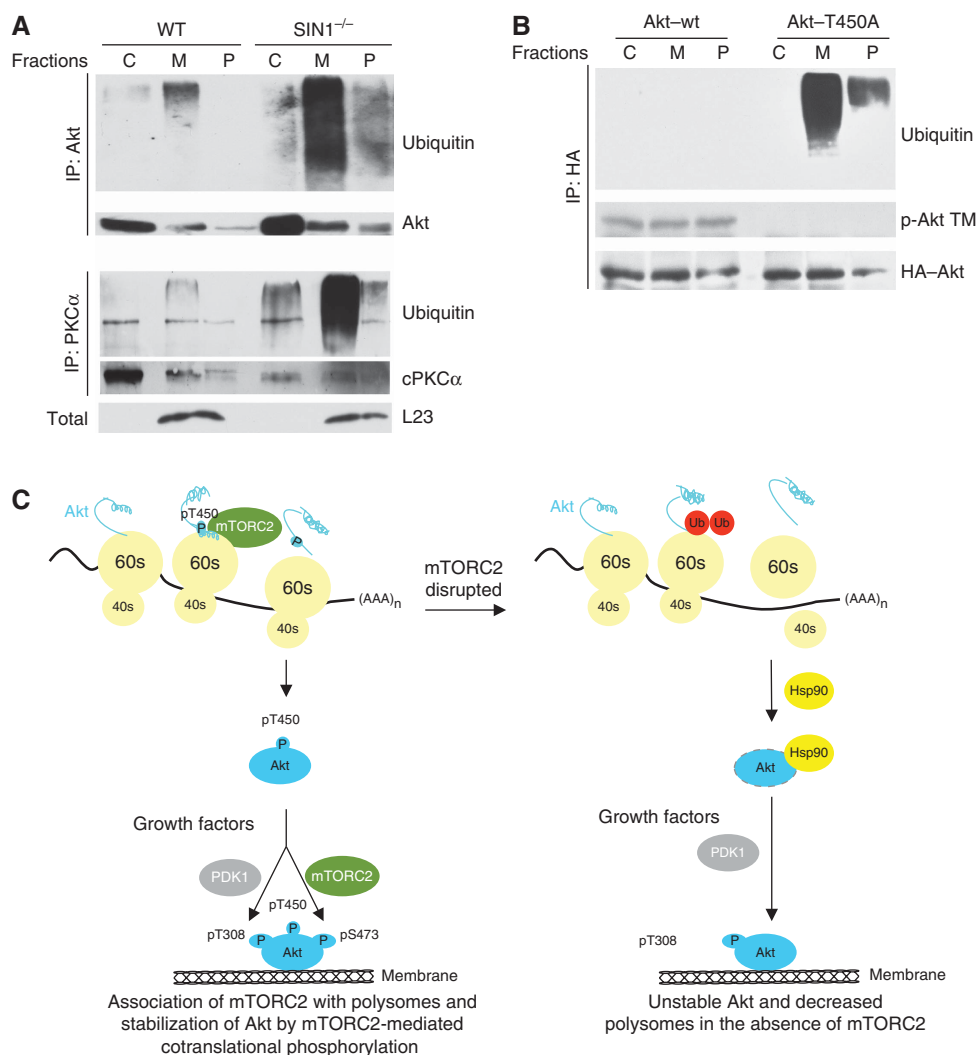 A
WT SIN1–/–
Fractions C M P C M P
IP: Akt
Ubiquitin
Akt
IP: PKCα
Ubiquitin
cPKCα
Total L23
B
Akt–wt Akt–T450A
Fractions C M P C M P
IP: HA
Ubiquitin
p-Akt TM
HA–Akt
C
Akt
pT450
P
mTORC2
P
60s
60s
60s
40s
40s
40s
(AAA)n
mTORC2
disrupted
Akt
Ub Ub
60s
60s
60s
40s
40s
40s
(AAA)n
pT450
P
Akt
Growth factors
PDK1
mTORC2
pT450
pT308
P
P
P
pS473
Akt
Membrane
Association of mTORC2 with polysomes and
stabilization of Akt by mTORC2-mediated
cotranslational phosphorylation
Hsp90
Hsp90
Akt
Growth factors
PDK1
pT308
P
Akt
Membrane
Unstable Akt and decreased
polysomes in the absence of mTORC2